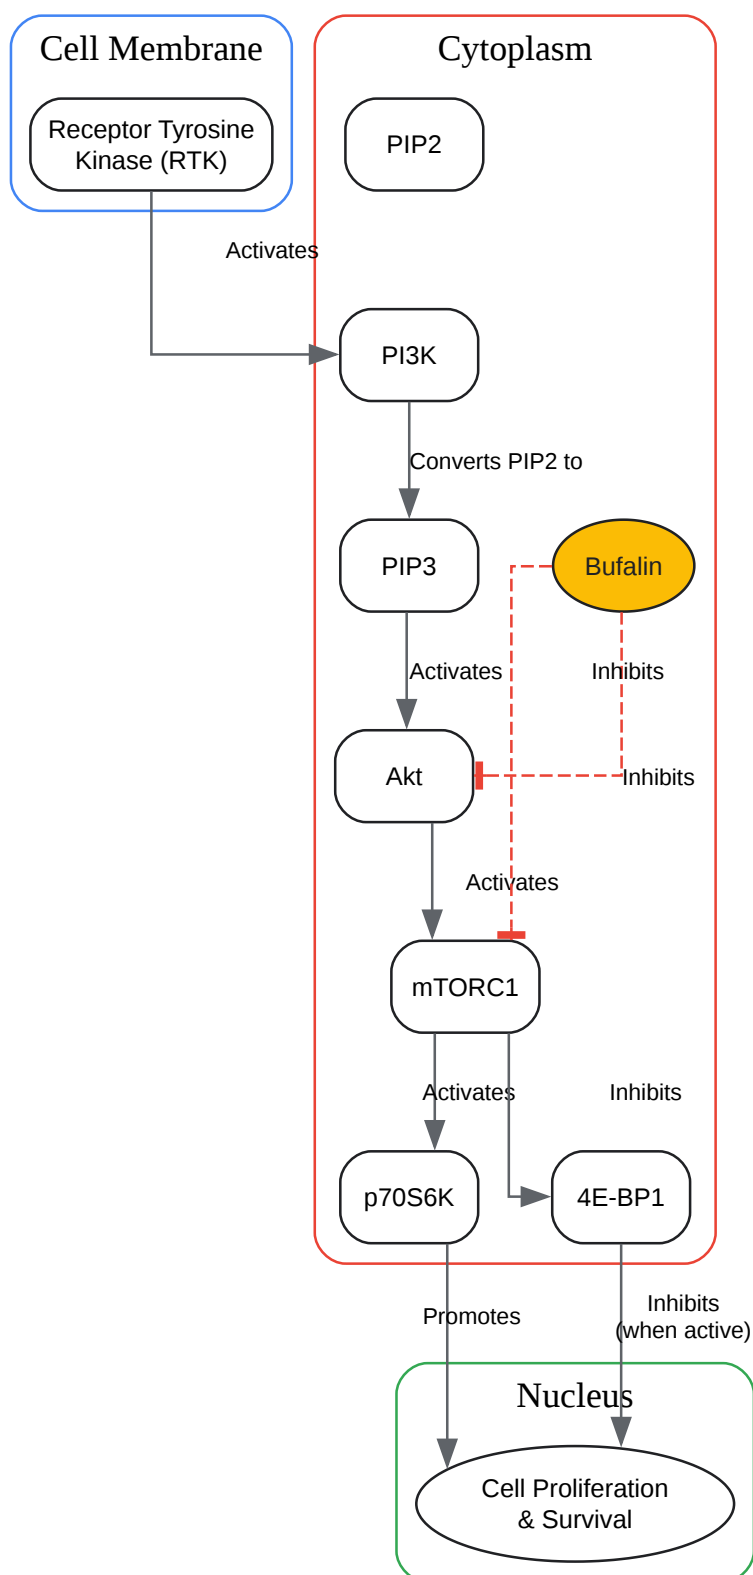 Cell Membrane
Cytoplasm
Receptor Tyrosine
Kinase (RTK)
PIP2
Activates
PI3K
Converts PIP2 to
PIP3
Bufalin
Activates
Inhibits
Akt
Inhibits
Activates
mTORC1
Activates
Inhibits
p70S6K
4E-BP1
Promotes
Inhibits
(when active)
Nucleus
Cell Proliferation
& Survival